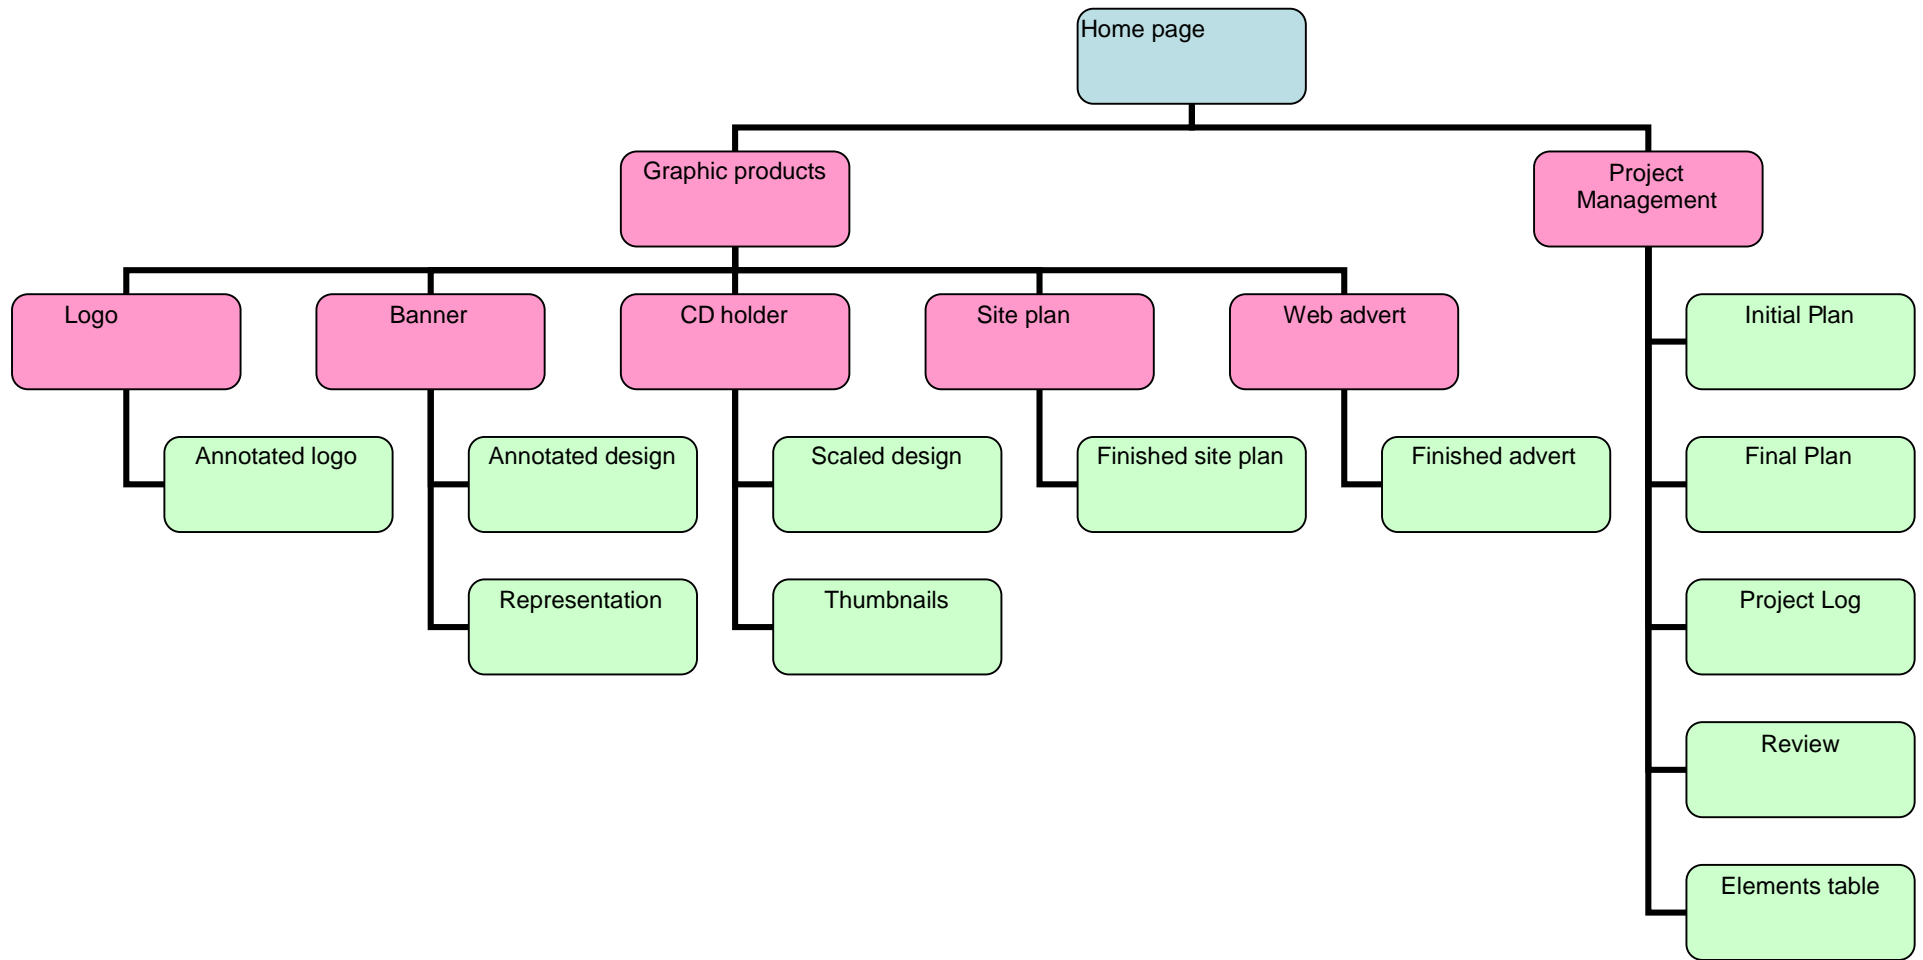 Home page
Graphic products
Project
Management
Logo
Banner
CD holder
Site plan
Web advert
Initial Plan
Annotated logo
Annotated design
Scaled design
Finished site plan
Finished advert
Final Plan
Representation
Thumbnails
Project Log
Review
Elements table